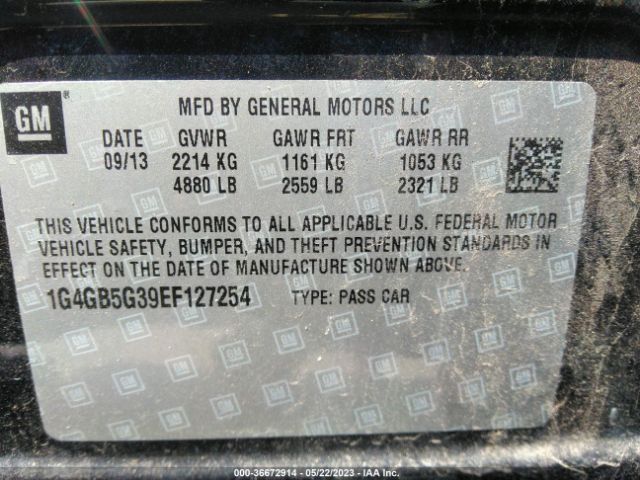 GM ®
MFD BY GENERAL MOTORS LLC
DATE GVWR GAWR FRT GAWR RR
09/13 2214 KG 1161 KG 1053 KG
4880 LB 2559 LB 2321 LB
THIS VEHICLE CONFORMS TO ALL APPLICABLE U.S. FEDERAL MOTOR
VEHICLE SAFETY, BUMPER, AND THEFT PREVENTION STANDARDS IN
EFFECT ON THE DATE OF MANUFACTURE SHOWN ABOVE.
1G4GB5G39EF127254 TYPE: PASS CAR
000-36672914 - 05/22/2023 - IAA Inc.